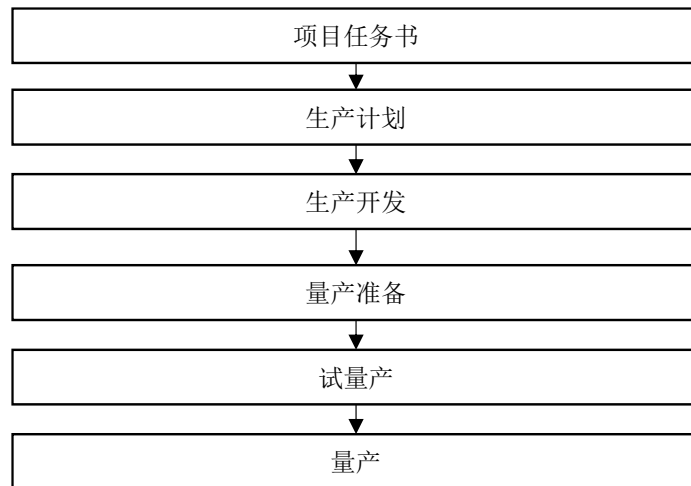 项目任务书
生产计划
生产开发
量产准备
试量产
量产